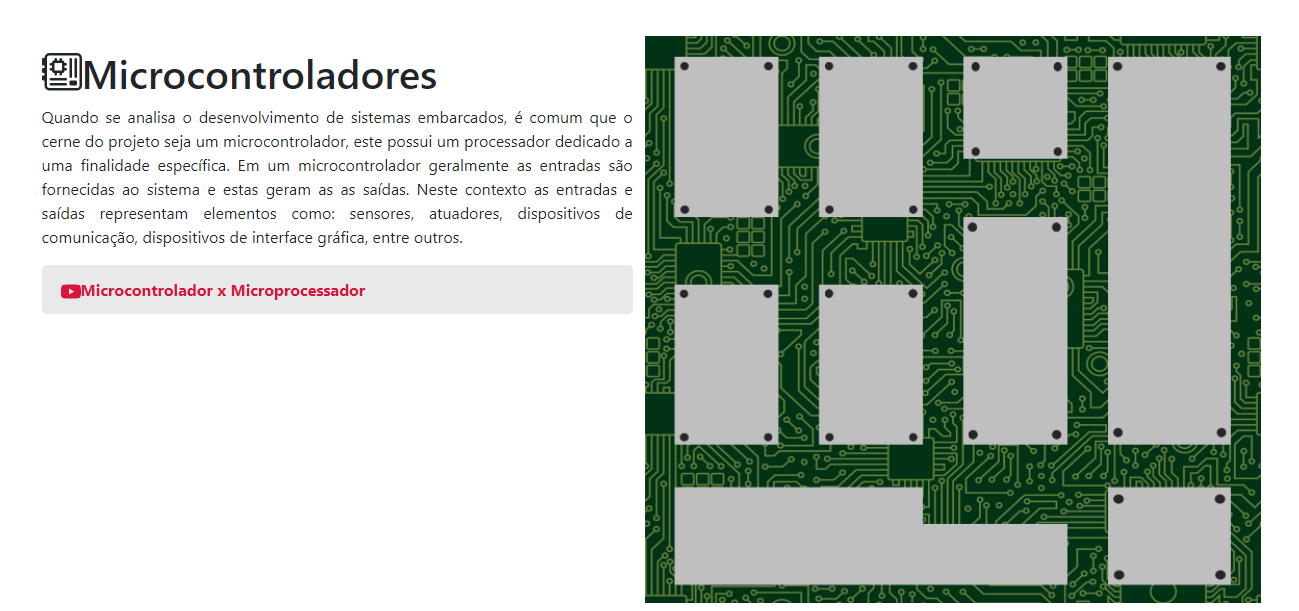 Microcontroladores
Quando se analisa o desenvolvimento de sistemas embarcados, é comum que o
cerne do projeto seja um microcontrolador, este possui um processador dedicado a
uma finalidade específica. Em um microcontrolador geralmente as entradas são
fornecidas ao sistema e estas geram as as saídas. Neste contexto as entradas e
saídas representam elementos como: sensores, atuadores, dispositivos de
comunicação, dispositivos de interface gráfica, entre outros.
Microcontrolador x Microprocessador